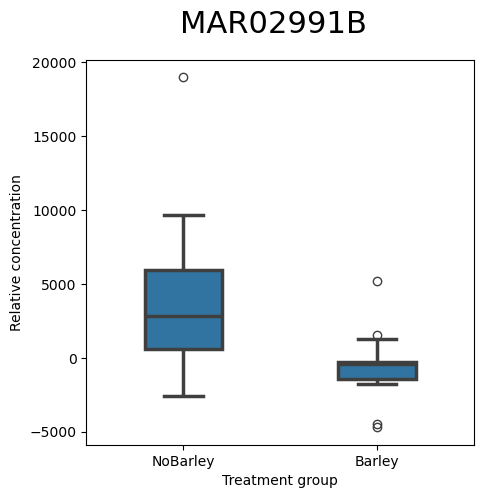 MAR02991B
20000
15000
10000
5000
0
−5000
Relative concentration
NoBarley
Barley
Treatment group